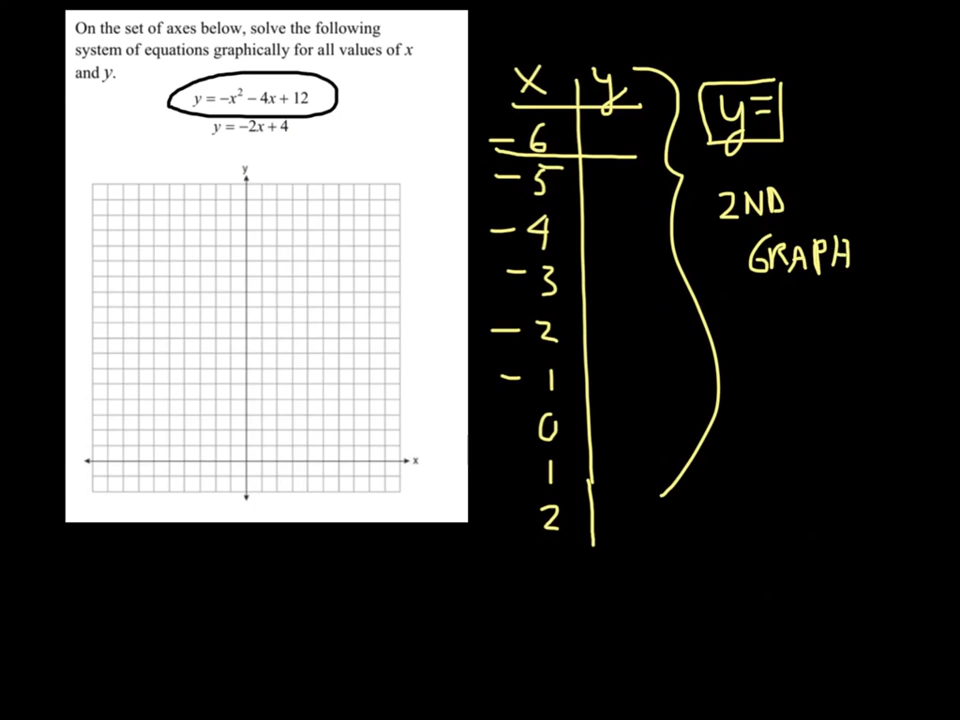 On the set of axes below, solve the following
system of equations graphically for all values of x
and y.
y = −x² − 4x + 12
y = −2x + 4
y
x
X y
-6
-5
-4
-3
-2
-1
0
1
2
y=
2ND
GRAPH